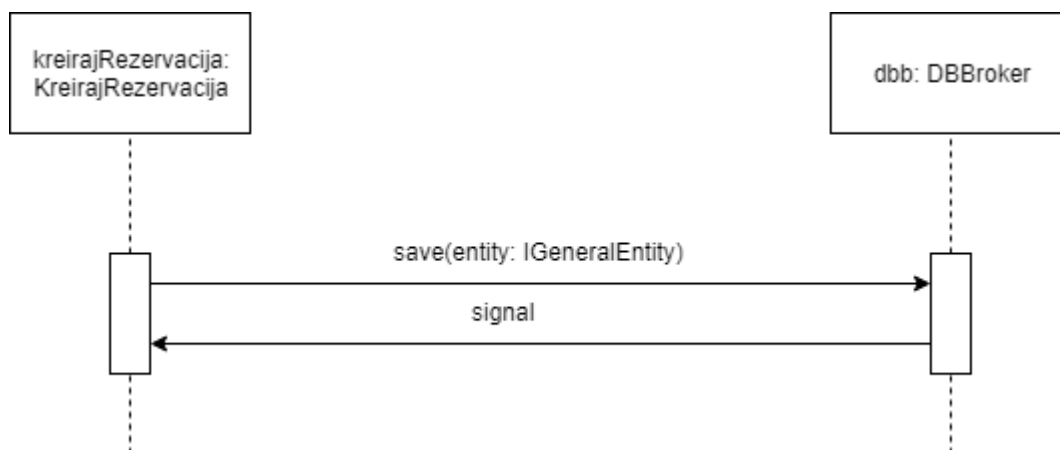 kreirajRezervacija:
KreirajRezervacija
dbb: DBBroker
save(entity: IGeneralEntity)
signal